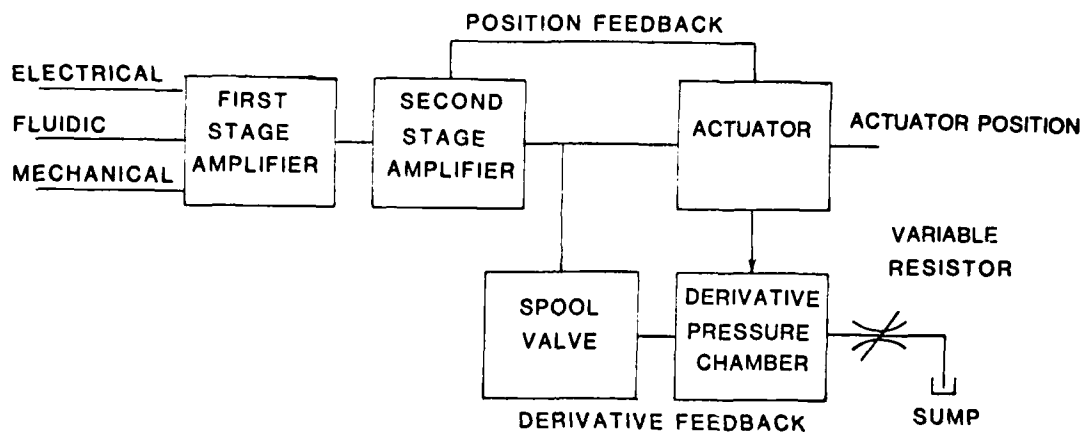 POSITION FEEDBACK
ELECTRICAL
FLUIDIC
MECHANICAL
FIRST
STAGE
AMPLIFIER
SECOND
STAGE
AMPLIFIER
ACTUATOR
ACTUATOR POSITION
VARIABLE
RESISTOR
SPOOL
VALVE
DERIVATIVE
PRESSURE
CHAMBER
SUMP
DERIVATIVE FEEDBACK